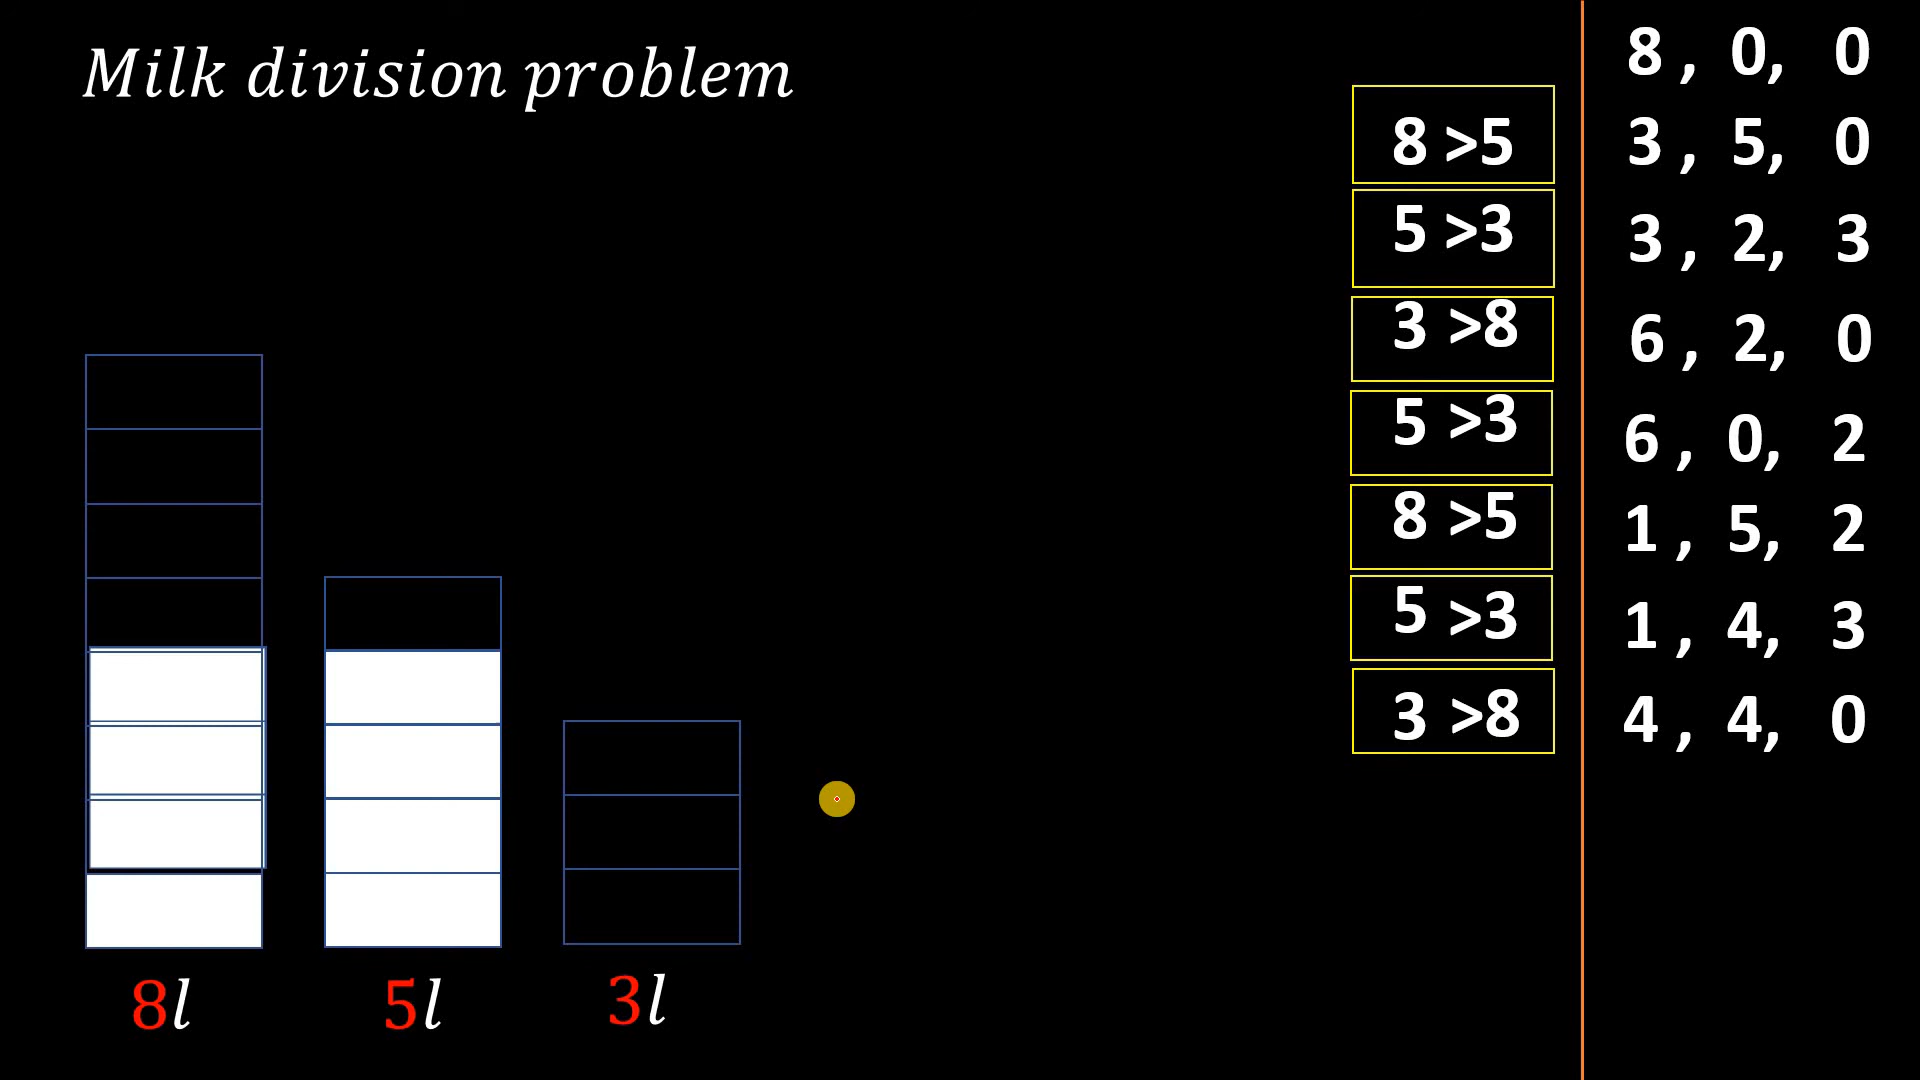 Milk division problem
8 , 0, 0
8 >5
3 , 5, 0
5 >3
3 , 2, 3
3 >8
6 , 2, 0
5 >3
6 , 0, 2
8 >5
1 , 5, 2
5 >3
1 , 4, 3
3 >8
4 , 4, 0
8l
5l
3l